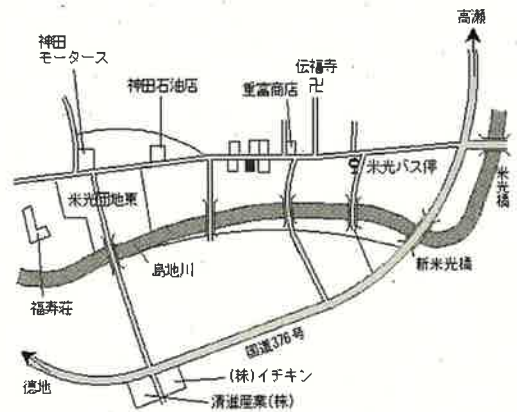 高瀬
神田
モータース
伝福寺
卍
神田石油店
重富商店
米光バス停
米光橋
米光団地東
島地川
新米光橋
福寿荘
国道376号
徳地
(株)イチキン
清進産業(株)